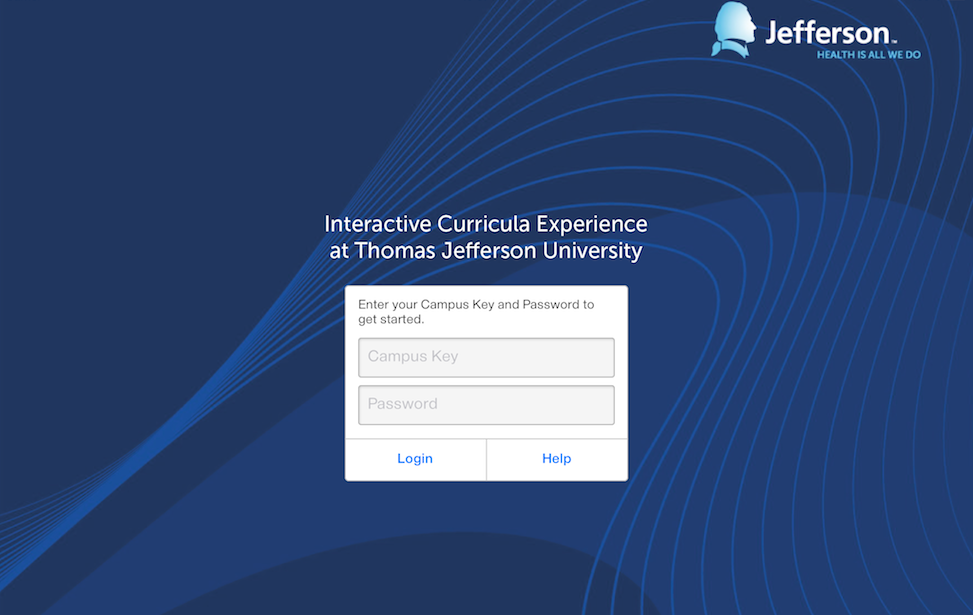 Jefferson™
HEALTH IS ALL WE DO
Interactive Curricula Experience
at Thomas Jefferson University
Enter your Campus Key and Password to
get started.
Campus Key
Password
Login
Help